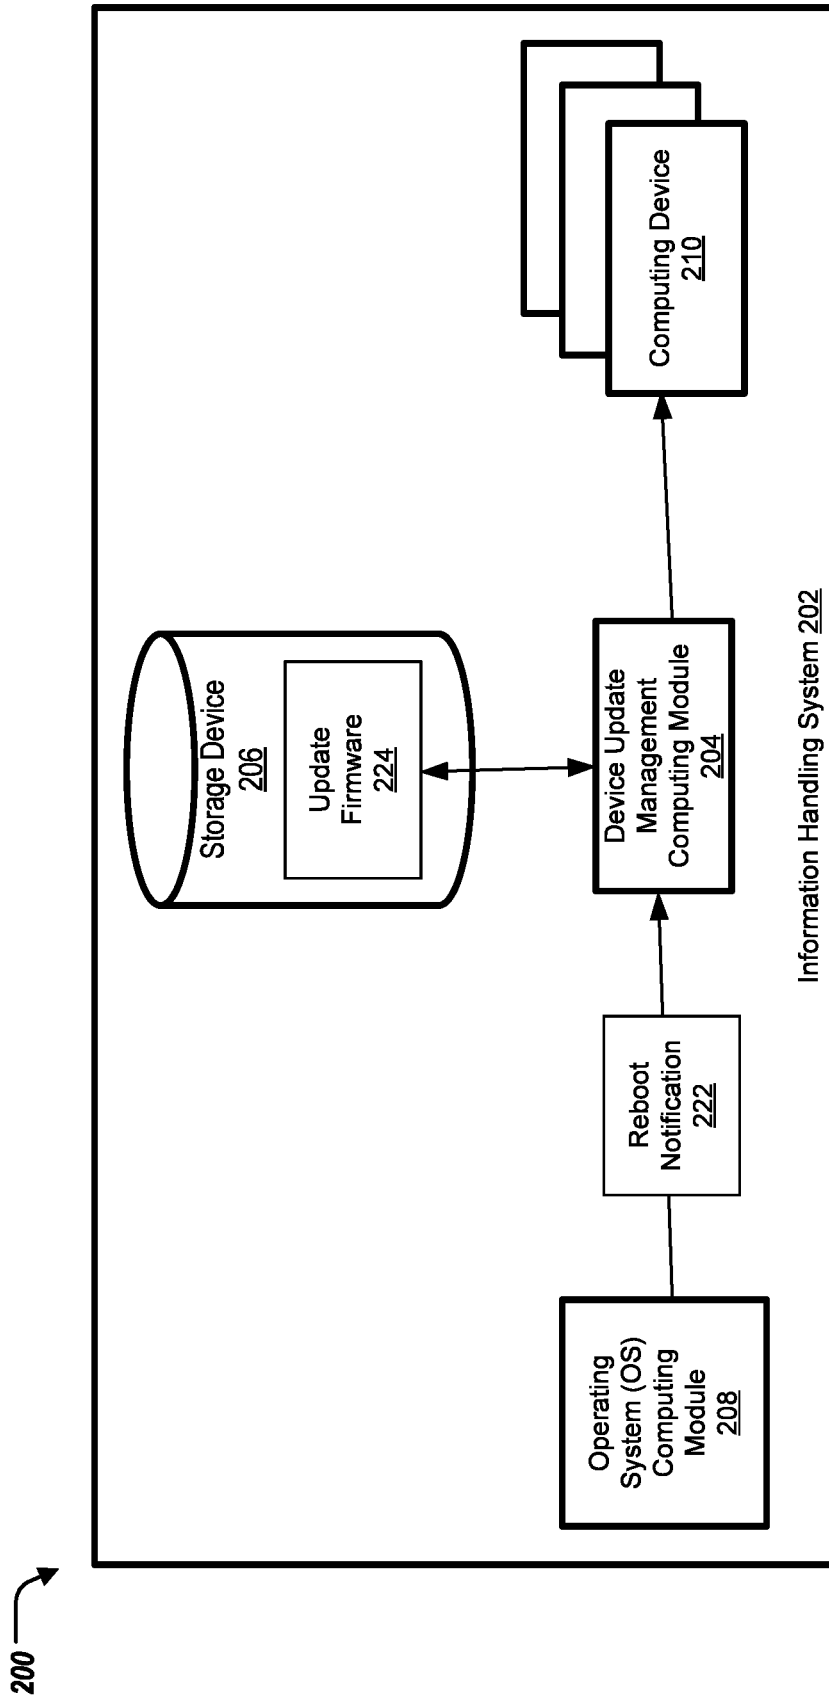 200
Storage Device
206
Update
Firmware
224
Operating
System (OS)
Computing
Module
208
Reboot
Notification
222
Device Update
Management
Computing Module
204
Computing Device
210
Information Handling System 202